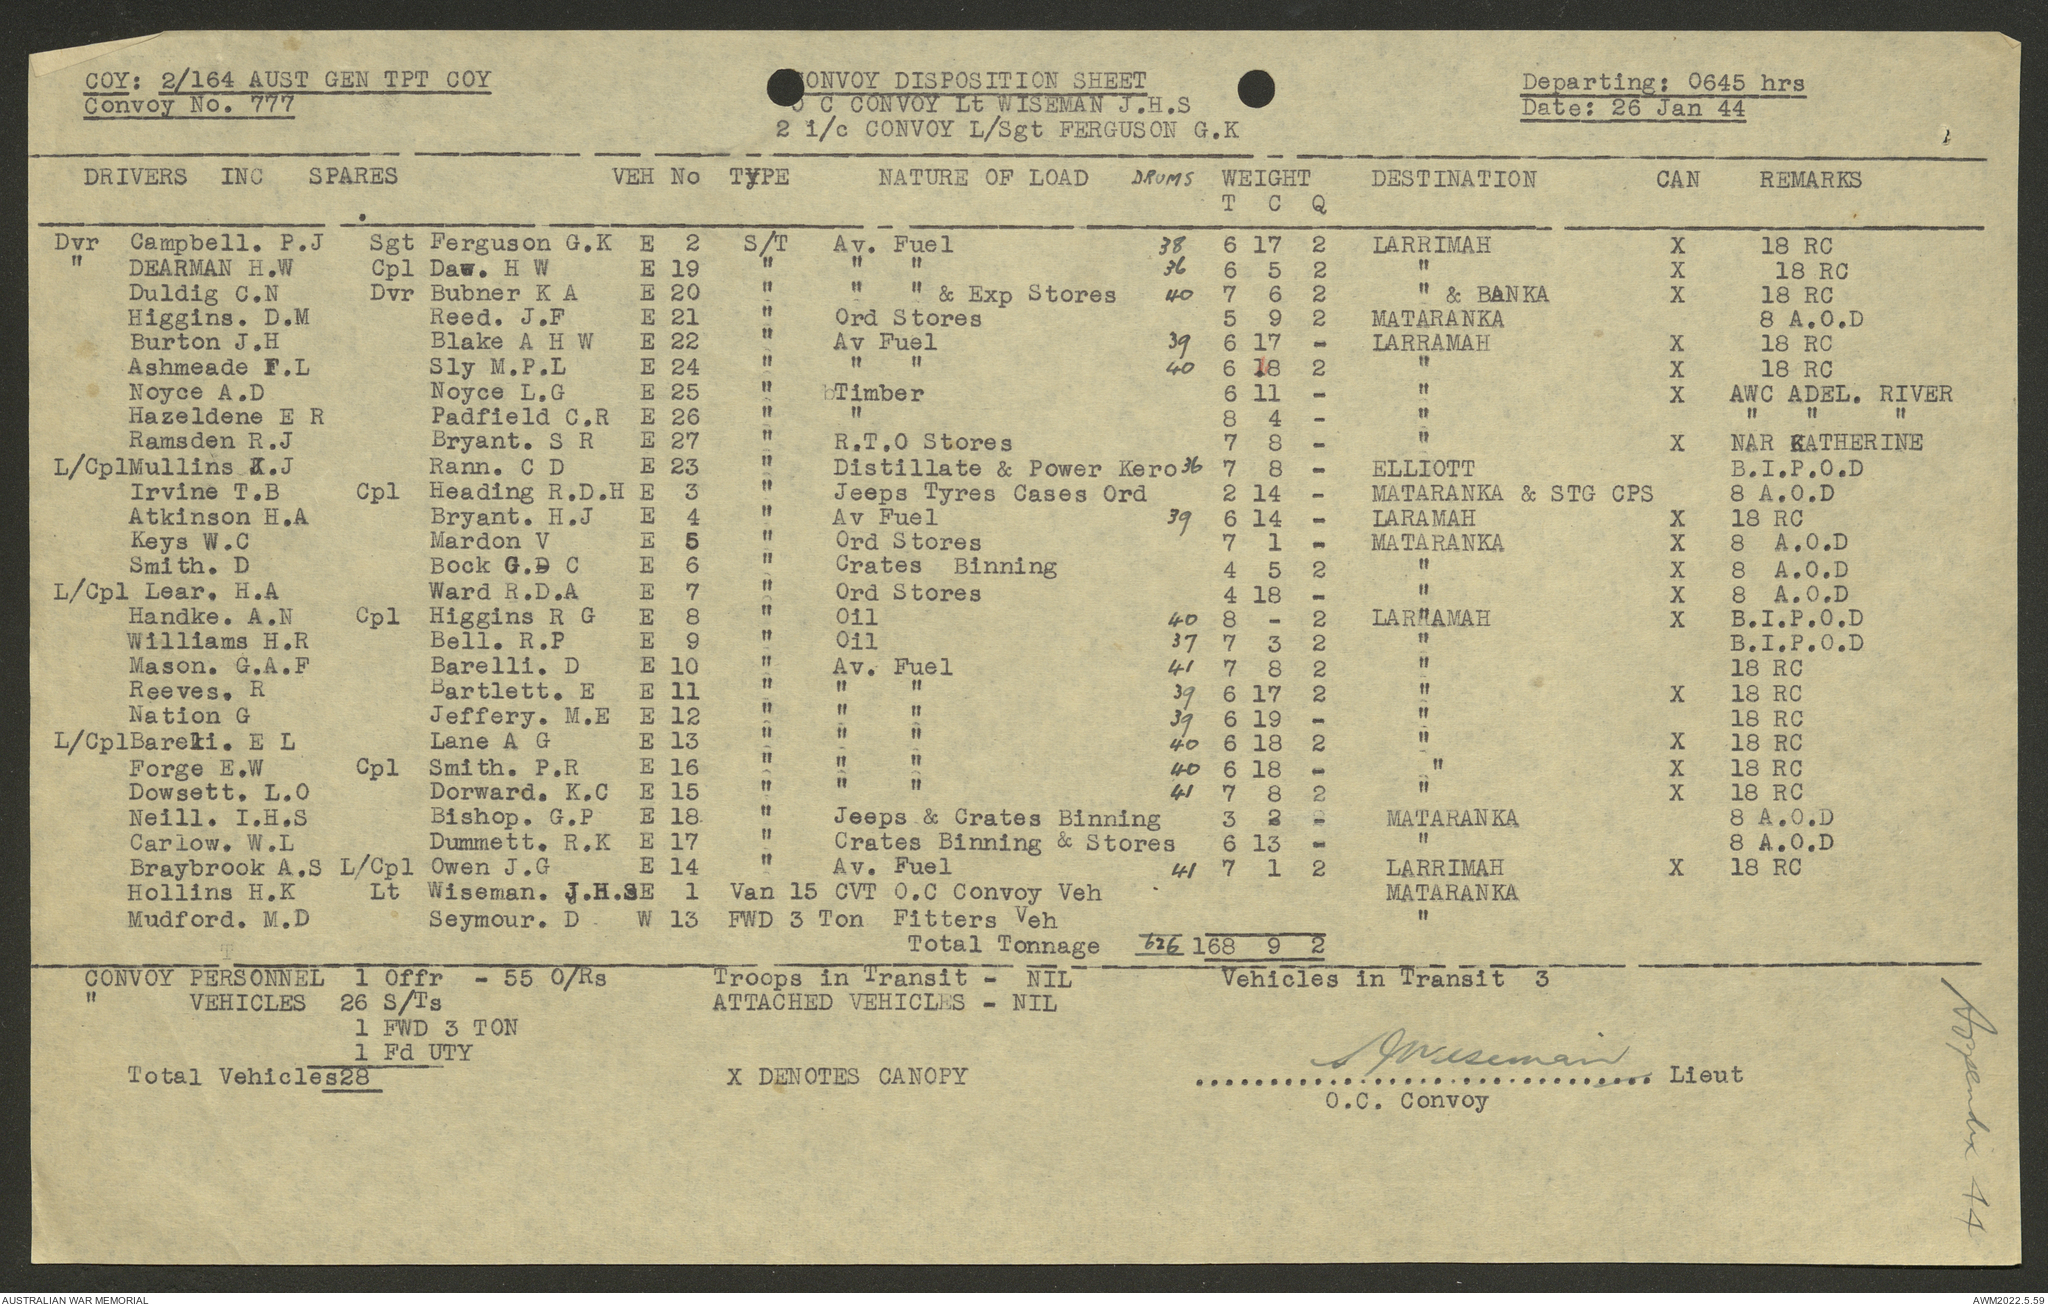 COY: 2/164 AUST GEN TPT COY CONVOY DISPOSITION SHEET Departing: 0645 hrs
Convoy No. 777 O C CONVOY Lt WISEMAN J.H.S Date: 26 Jan 44
2 i/c CONVOY L/Sgt FERGUSON G.K
DRIVERS INC SPARES VEH No TYPE NATURE OF LOAD DRUMS WEIGHT DESTINATION CAN REMARKS
T C Q
Dvr Campbell. P.J Sgt Ferguson G.K E 2 S/T Av. Fuel 38 6 17 2 LARRIMAH X 18 RC
" DEARMAN H.W Cpl Daw. H W E 19 " " " 36 6 5 2 " X 18 RC
Duldig C.N Dvr Bubner K A E 20 " " " & Exp Stores 40 7 6 2 " & BANKA X 18 RC
Higgins. D.M Reed. J.F E 21 " Ord Stores 5 9 2 MATARANKA 8 A.O.D
Burton J.H Blake A H W E 22 " Av Fuel 39 6 17 - LARRAMAH X 18 RC
Ashmeade F.L Sly M.P.L E 24 " " " 40 6 18 2 " X 18 RC
Noyce A.D Noyce L.G E 25 " Timber 6 11 - " X AWC ADEL. RIVER
Hazeldene E R Padfield C.R E 26 " " 8 4 - " " " "
Ramsden R.J Bryant. S R E 27 " R.T.O Stores 7 8 - " X NAR KATHERINE
L/Cpl Mullins .J Rann. C D E 23 " Distillate & Power Kero 36 7 8 - ELLIOTT B.I.P.O.D
Irvine T.B Cpl Heading R.D.H E 3 " Jeeps Tyres Cases Ord 2 14 - MATARANKA & STG CPS 8 A.O.D
Atkinson H.A Bryant. H.J E 4 " Av Fuel 39 6 14 - LARAMAH X 18 RC
Keys W.C Mardon V E 5 " Ord Stores 7 1 - MATARANKA X 8 A.O.D
Smith. D Bock G.D C E 6 " Crates Binning 4 5 2 " X 8 A.O.D
L/Cpl Lear. H.A Ward R.D.A E 7 " Ord Stores 4 18 - " X 8 A.O.D
Handke. A.N Cpl Higgins R G E 8 " Oil 40 8 - 2 LARRAMAH X B.I.P.O.D
Williams H.R Bell. R.P E 9 " Oil 37 7 3 2 " B.I.P.O.D
Mason. G.A.F Barelli. D E 10 " Av. Fuel 41 7 8 2 " 18 RC
Reeves, R Bartlett. E E 11 " " " 39 6 17 2 " X 18 RC
Nation G Jeffery. M.E E 12 " " " 39 6 19 - " 18 RC
L/Cpl Barelli. E L Lane A G E 13 " " " 40 6 18 2 " X 18 RC
Forge E.W Cpl Smith. P.R E 16 " " " 40 6 18 - " X 18 RC
Dowsett. L.O Dorward. K.C E 15 " " " 41 7 8 2 " X 18 RC
Neill. I.H.S Bishop. G.P E 18 " Jeeps & Crates Binning 3 2 - MATARANKA 8 A.O.D
Carlow. W.L Dummett. R.K E 17 " Crates Binning & Stores 6 13 - " 8 A.O.D
Braybrook A.S L/Cpl Owen J.G E 14 " Av. Fuel 41 7 1 2 LARRIMAH X 18 RC
Hollins H.K Lt Wiseman. J.H.S E 1 Van 15 CVT O.C Convoy Veh MATARANKA
Mudford. M.D Seymour. D W 13 FWD 3 Ton Fitters Veh "
Total Tonnage 626 168 9 2
CONVOY PERSONNEL 1 Offr - 55 O/Rs Troops in Transit - NIL Vehicles in Transit 3
" VEHICLES 26 S/Ts ATTACHED VEHICLES - NIL
1 FWD 3 TON
1 Fd UTY
Total Vehicles 28 X DENOTES CANOPY JWiseman Lieut
O.C. Convoy
Appendix 44
AUSTRALIAN WAR MEMORIAL AWM2022.5.59